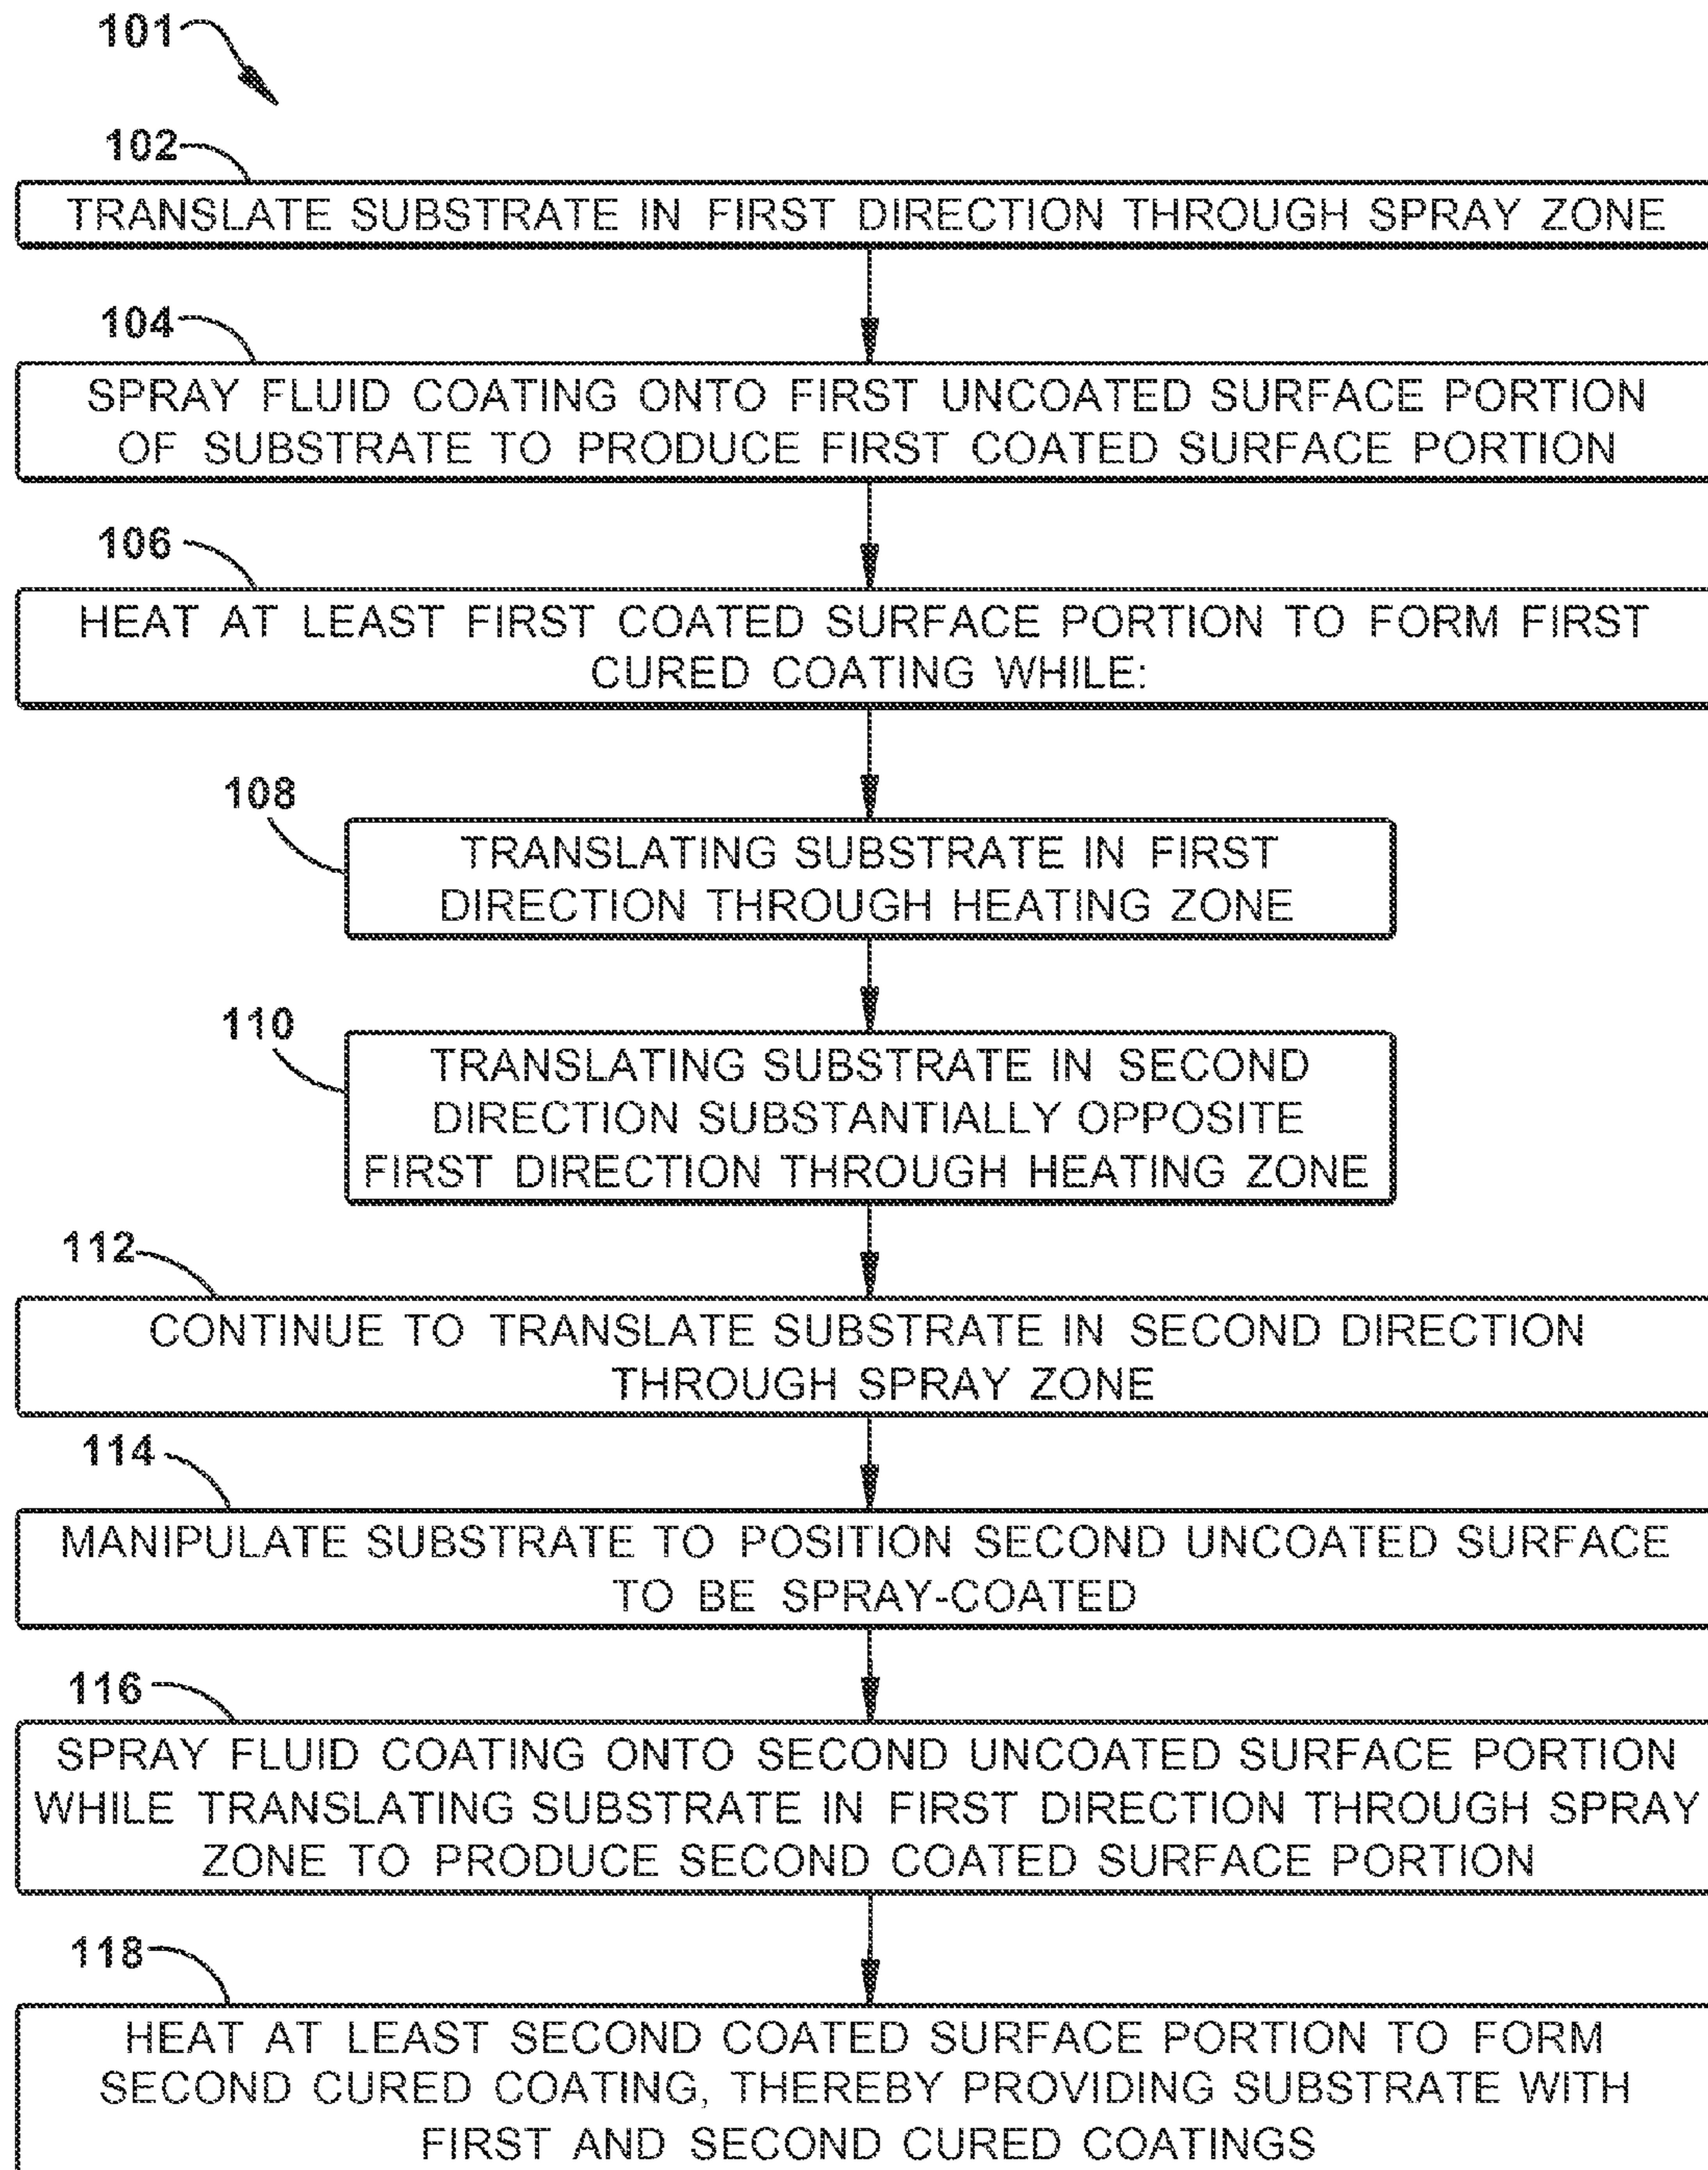 101
102
TRANSLATE SUBSTRATE IN FIRST DIRECTION THROUGH SPRAY ZONE
104
SPRAY FLUID COATING ONTO FIRST UNCOATED SURFACE PORTION
OF SUBSTRATE TO PRODUCE FIRST COATED SURFACE PORTION
106
HEAT AT LEAST FIRST COATED SURFACE PORTION TO FORM FIRST
CURED COATING WHILE:
108
TRANSLATING SUBSTRATE IN FIRST
DIRECTION THROUGH HEATING ZONE
110
TRANSLATING SUBSTRATE IN SECOND
DIRECTION SUBSTANTIALLY OPPOSITE
FIRST DIRECTION THROUGH HEATING ZONE
112
CONTINUE TO TRANSLATE SUBSTRATE IN SECOND DIRECTION
THROUGH SPRAY ZONE
114
MANIPULATE SUBSTRATE TO POSITION SECOND UNCOATED SURFACE
TO BE SPRAY-COATED
116
SPRAY FLUID COATING ONTO SECOND UNCOATED SURFACE PORTION
WHILE TRANSLATING SUBSTRATE IN FIRST DIRECTION THROUGH SPRAY
ZONE TO PRODUCE SECOND COATED SURFACE PORTION
118
HEAT AT LEAST SECOND COATED SURFACE PORTION TO FORM
SECOND CURED COATING, THEREBY PROVIDING SUBSTRATE WITH
FIRST AND SECOND CURED COATINGS